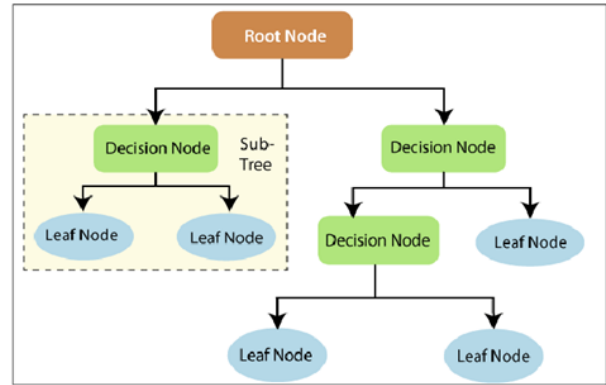 Root Node
Decision Node
Sub-
Tree
Decision Node
Leaf Node
Leaf Node
Decision Node
Leaf Node
Leaf Node
Leaf Node